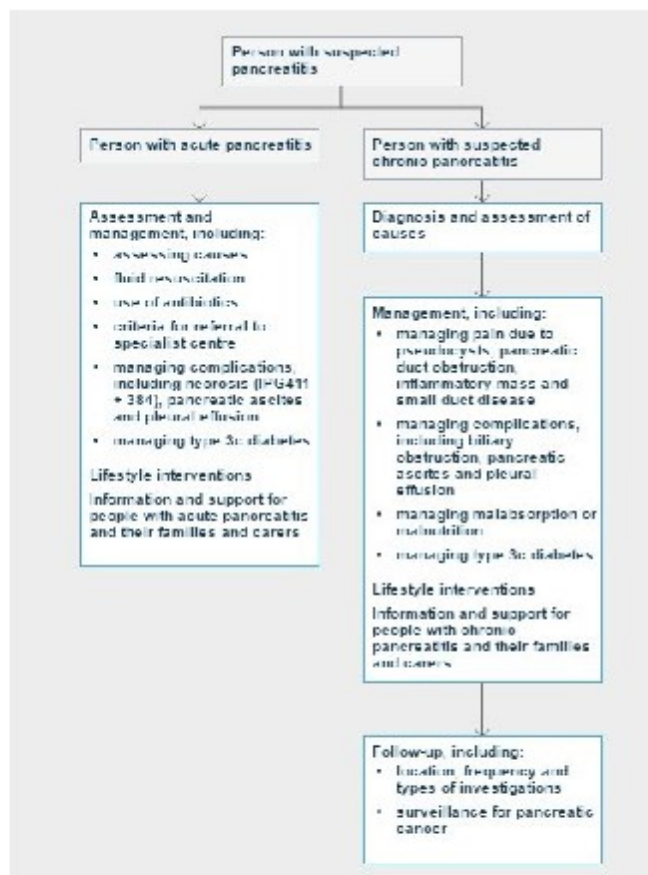 Person with suspected
pancreatitis
Person with acute pancreatitis
Person with suspected
chronic pancreatitis
Assessment and
management, including:
• assessing causes
• fluid resuscitation
• use of antibiotics
• criteria for referral to
specialist centre
• managing complications,
including necrosis (IPG411
+ 384), pancreatic ascites
and pleural effusion
• managing type 3c diabetes
Lifestyle interventions
Information and support for
people with acute pancreatitis
and their families and carers
Diagnosis and assessment of
causes
Management, including:
• managing pain due to
pseudocysts, pancreatic
duct obstruction,
inflammatory mass and
small duct disease
• managing complications,
including biliary
obstruction, pancreatic
ascites and pleural
effusion
• managing malabsorption or
malnutrition
• managing type 3c diabetes
Lifestyle interventions
Information and support for
people with chronic
pancreatitis and their families
and carers
Follow-up, including:
• location, frequency and
types of investigations
• surveillance for pancreatic
cancer